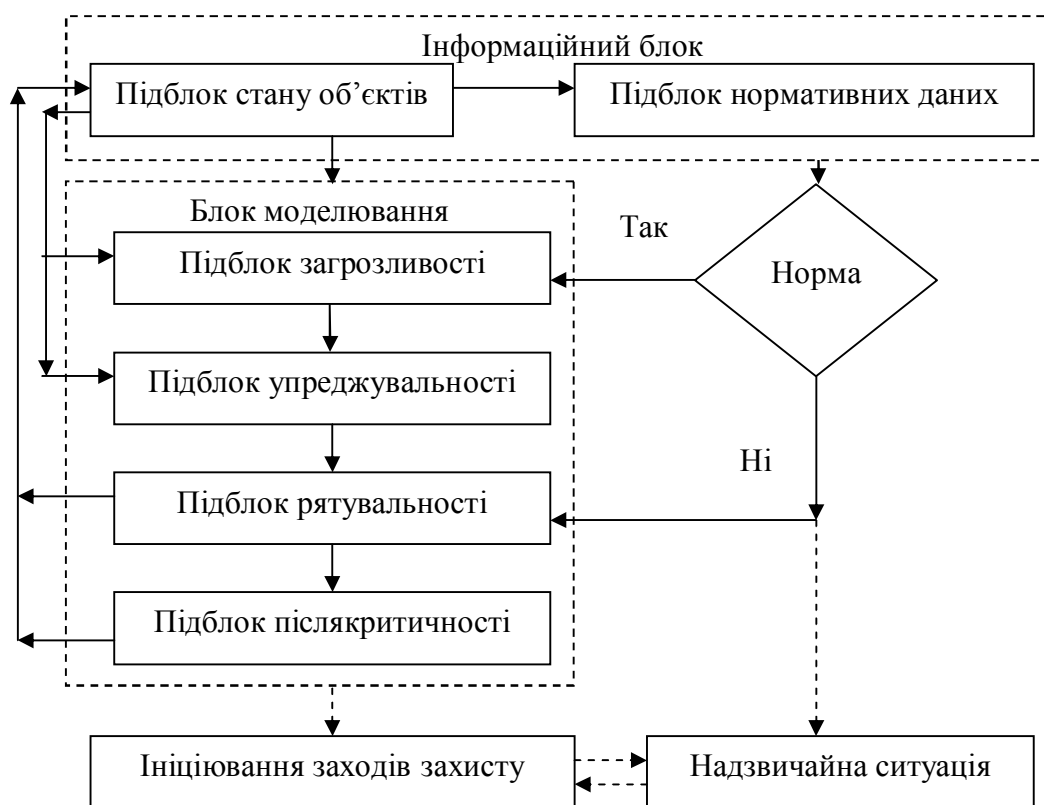 Інформаційний блок
Підблок стану об’єктів
Підблок нормативних даних
Блок моделювання
Так
Підблок загрозливості
Норма
Підблок упреджувальності
Ні
Підблок рятувальності
Підблок післякритичності
Ініціювання заходів захисту
Надзвичайна ситуація